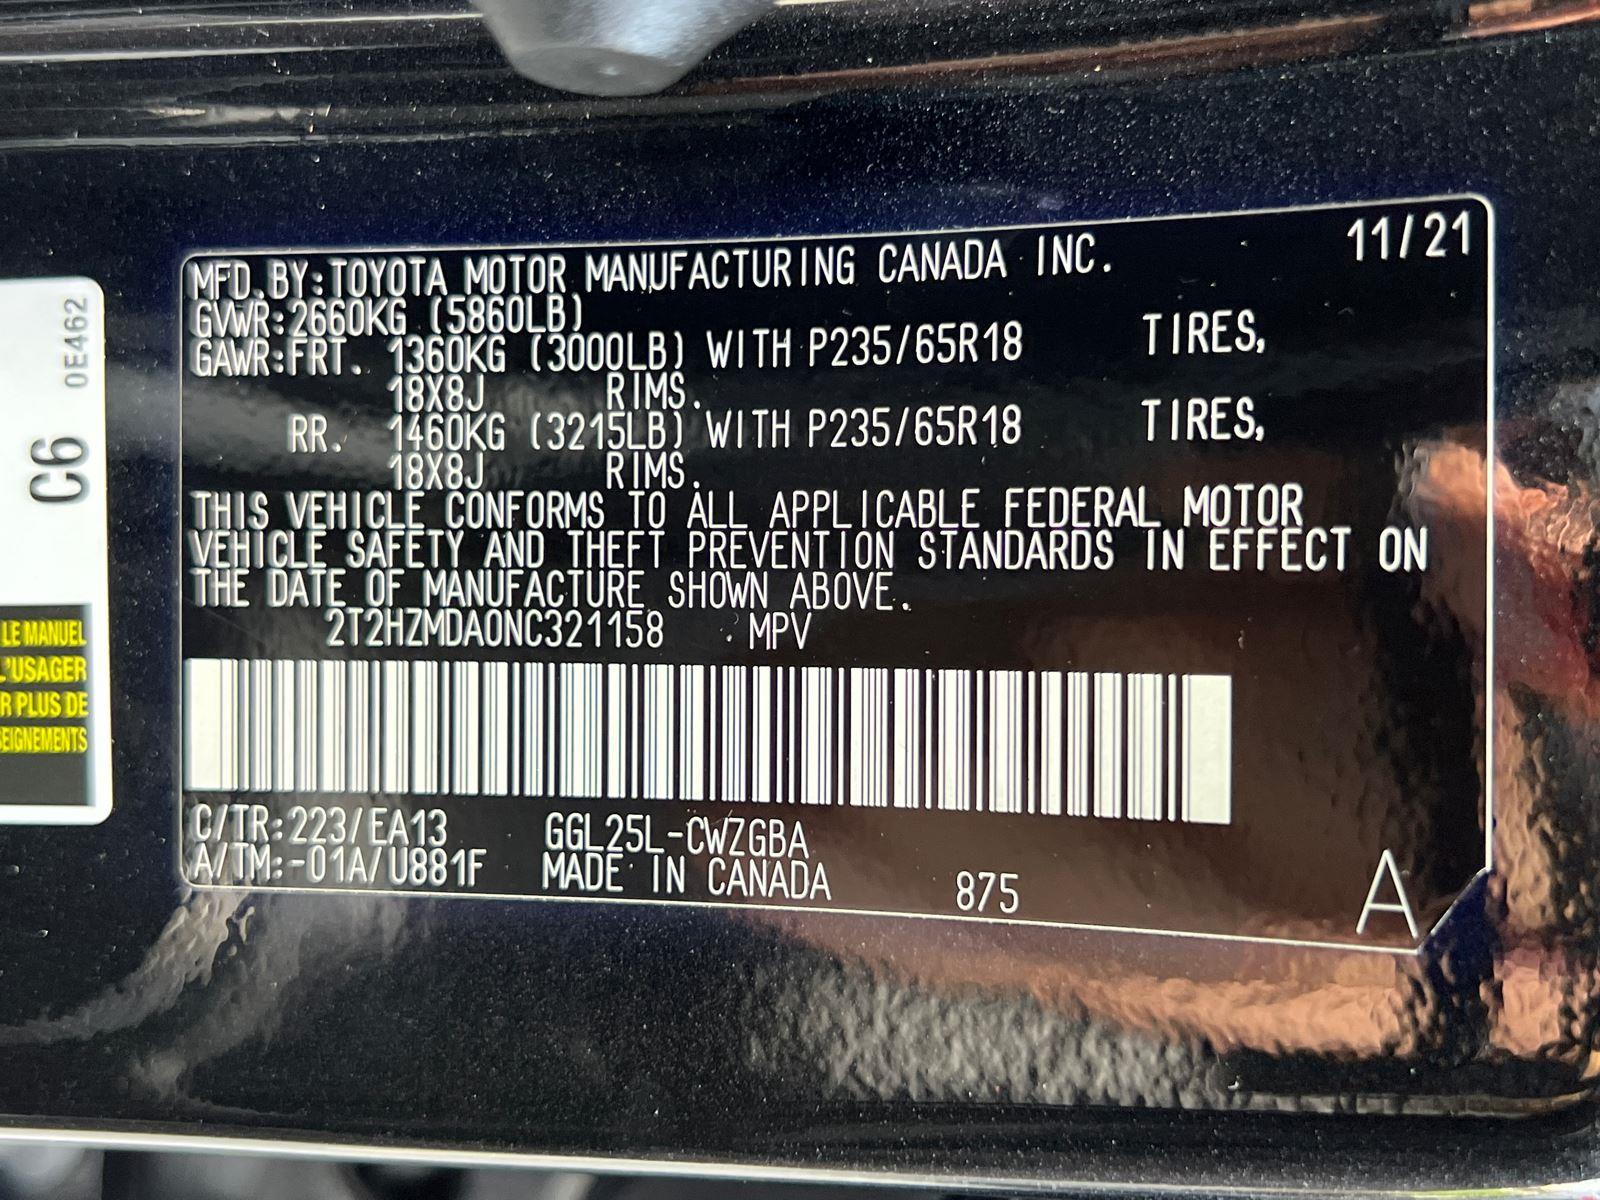 MFD.BY:TOYOTA MOTOR MANUFACTURING CANADA INC. 11/21
GVWR:2660KG (5860LB)
GAWR:FRT. 1360KG (3000LB) WITH P235/65R18 TIRES,
18X8J RIMS.
RR. 1460KG (3215LB) WITH P235/65R18 TIRES,
18X8J RIMS.
THIS VEHICLE CONFORMS TO ALL APPLICABLE FEDERAL MOTOR
VEHICLE SAFETY AND THEFT PREVENTION STANDARDS IN EFFECT ON
THE DATE OF MANUFACTURE SHOWN ABOVE.
2T2HZMDA0NC321158 MPV
C/TR:223/EA13 GGL25L-CWZGBA
A/TM:-01A/U881F MADE IN CANADA 875 A
0E462
C6
LE MANUEL
L'USAGER
R PLUS DE
SEIGNEMENTS